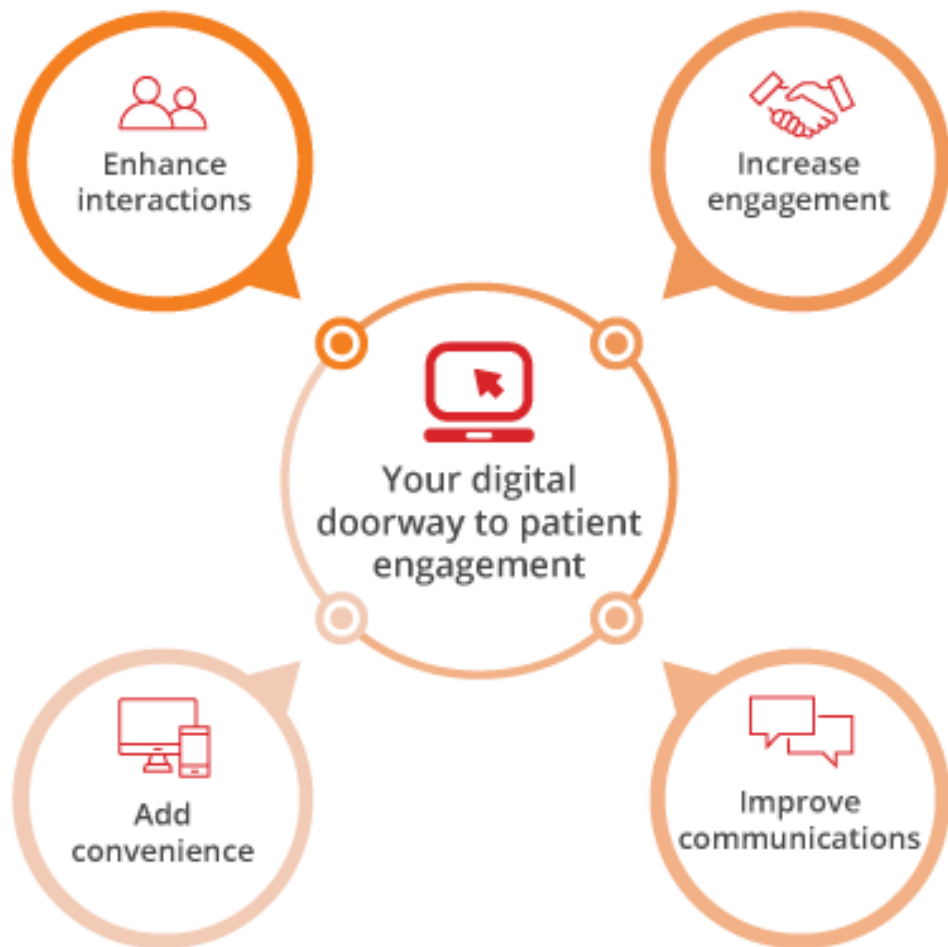 Enhance
interactions
Increase
engagement
Your digital
doorway to patient
engagement
Add
convenience
Improve
communications